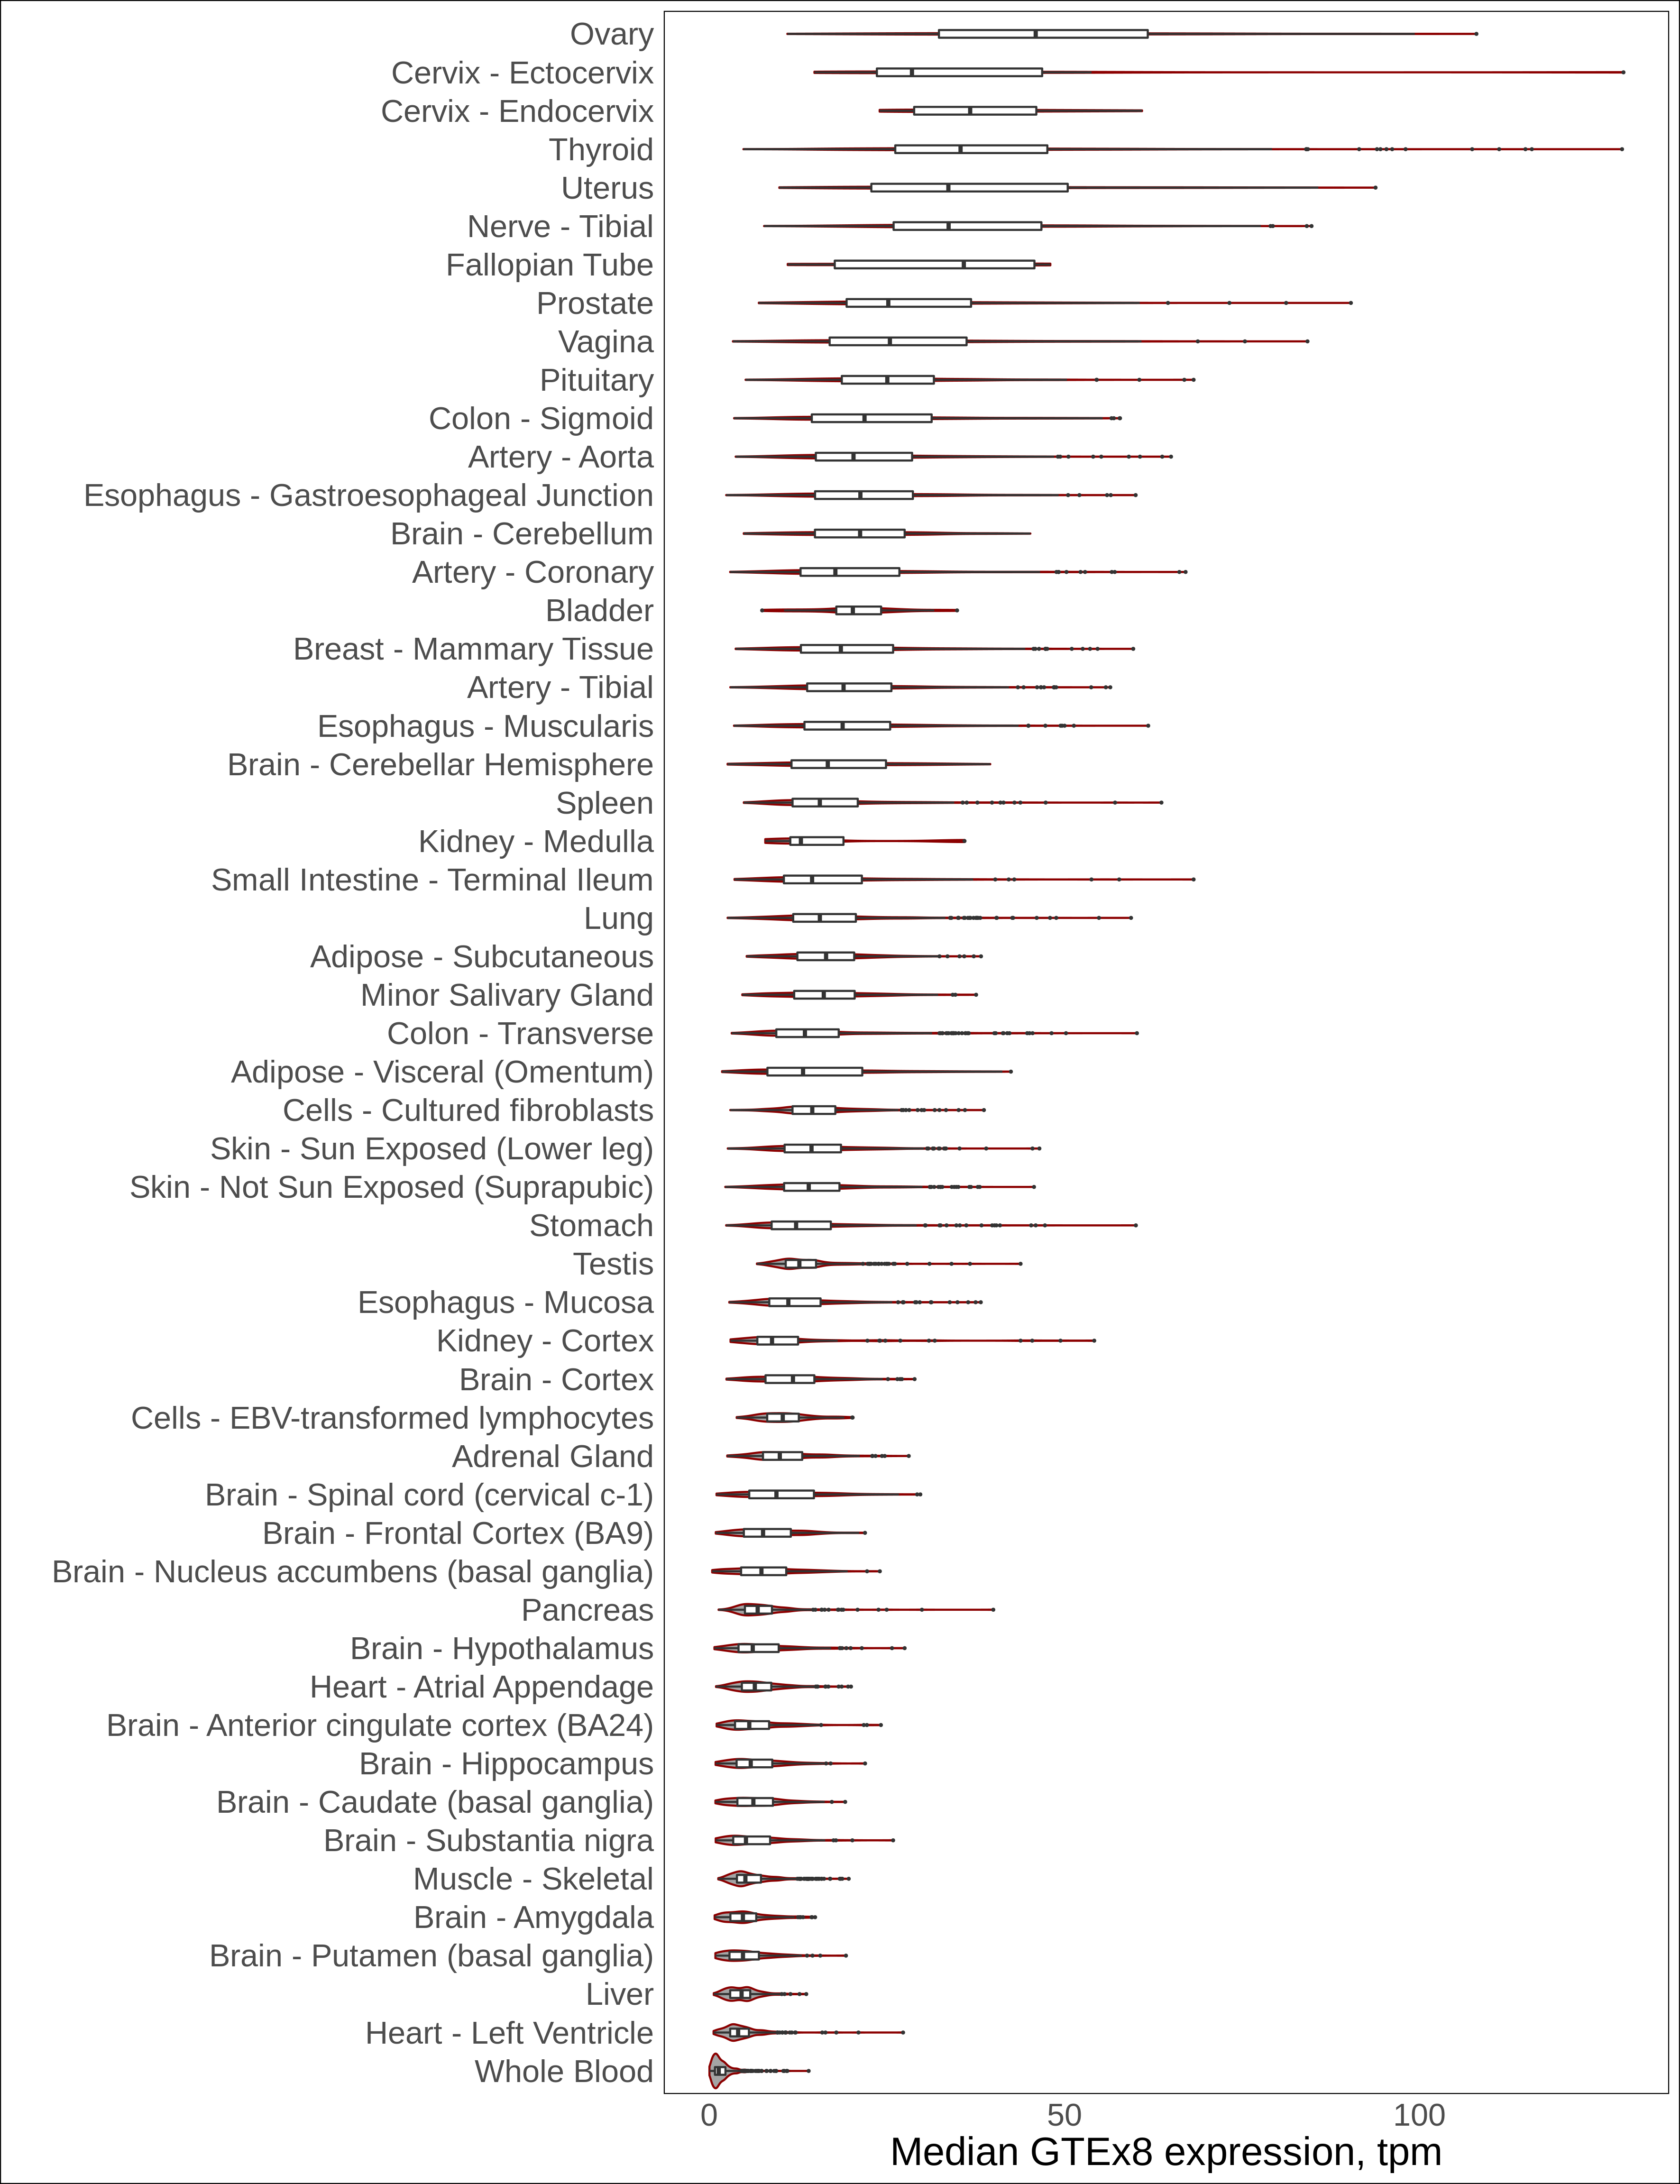 Ovary
Cervix - Ectocervix
Cervix - Endocervix
Thyroid
Uterus
Nerve - Tibial
Fallopian Tube
Prostate
Vagina
Pituitary
Colon - Sigmoid
Artery - Aorta
Esophagus - Gastroesophageal Junction
Brain - Cerebellum
Artery - Coronary
Bladder
Breast - Mammary Tissue
Artery - Tibial
Esophagus - Muscularis
Brain - Cerebellar Hemisphere
Spleen
Kidney - Medulla
Small Intestine - Terminal Ileum
Lung
Adipose - Subcutaneous
Minor Salivary Gland
Colon - Transverse
Adipose - Visceral (Omentum)
Cells - Cultured fibroblasts
Skin - Sun Exposed (Lower leg)
Skin - Not Sun Exposed (Suprapubic)
Stomach
Testis
Esophagus - Mucosa
Kidney - Cortex
Brain - Cortex
Cells - EBV-transformed lymphocytes
Adrenal Gland
Brain - Spinal cord (cervical c-1)
Brain - Frontal Cortex (BA9)
Brain - Nucleus accumbens (basal ganglia)
Pancreas
Brain - Hypothalamus
Heart - Atrial Appendage
Brain - Anterior cingulate cortex (BA24)
Brain - Hippocampus
Brain - Caudate (basal ganglia)
Brain - Substantia nigra
Muscle - Skeletal
Brain - Amygdala
Brain - Putamen (basal ganglia)
Liver
Heart - Left Ventricle
Whole Blood
0 50 100
Median GTEx8 expression, tpm